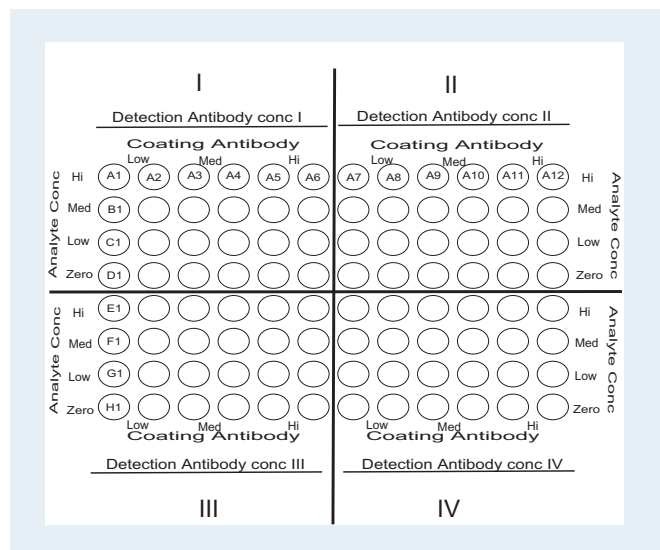 I II
Detection Antibody conc I Detection Antibody conc II
Coating Antibody Coating Antibody
Low Med Hi Low Med Hi
Analyte Conc Hi A1 A2 A3 A4 A5 A6 A7 A8 A9 A10 A11 A12 Hi Analyte Conc
Med B1 Med
Low C1 Low
Zero D1 Zero
Analyte Conc Hi E1 Hi Analyte Conc
Med F1 Med
Low G1 Low
Zero H1 Zero
Low Med Hi Low Med Hi
Coating Antibody Coating Antibody
Detection Antibody conc III Detection Antibody conc IV
III IV